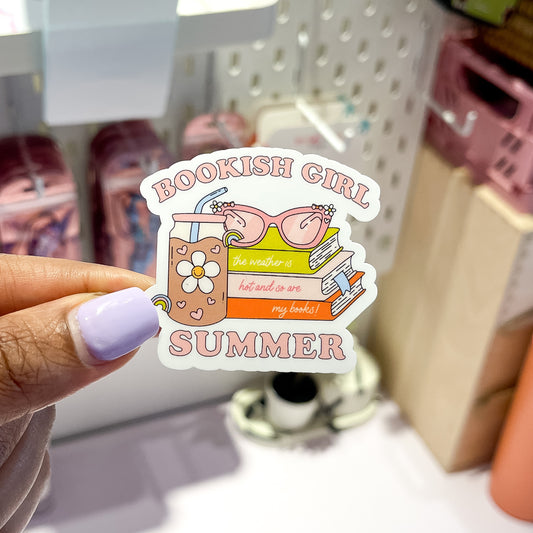 BOOKISH GIRL
the weather is
hot and so are
my books!
SUMMER